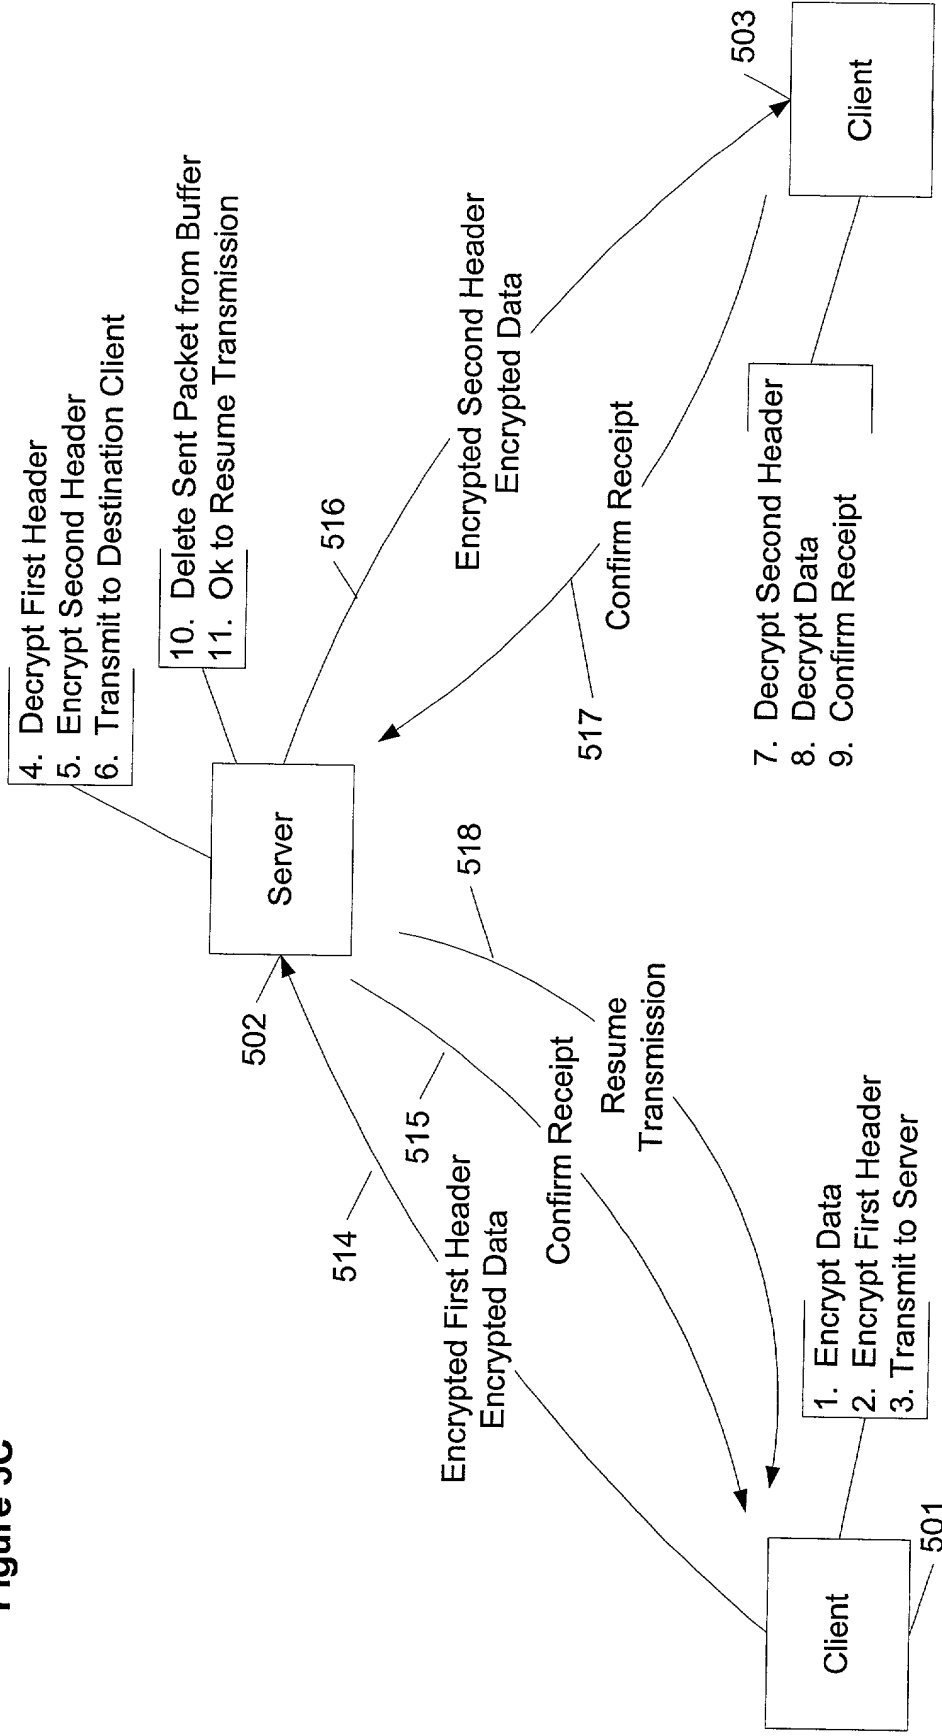 Figure 5C
4. Decrypt First Header
5. Encrypt Second Header
6. Transmit to Destination Client
10. Delete Sent Packet from Buffer
11. Ok to Resume Transmission
Server
502
514
Encrypted First Header
Encrypted Data
515
Confirm Receipt
518
Resume
Transmission
516
Encrypted Second Header
Encrypted Data
517
Confirm Receipt
503
Client
7. Decrypt Second Header
8. Decrypt Data
9. Confirm Receipt
1. Encrypt Data
2. Encrypt First Header
3. Transmit to Server
Client
501